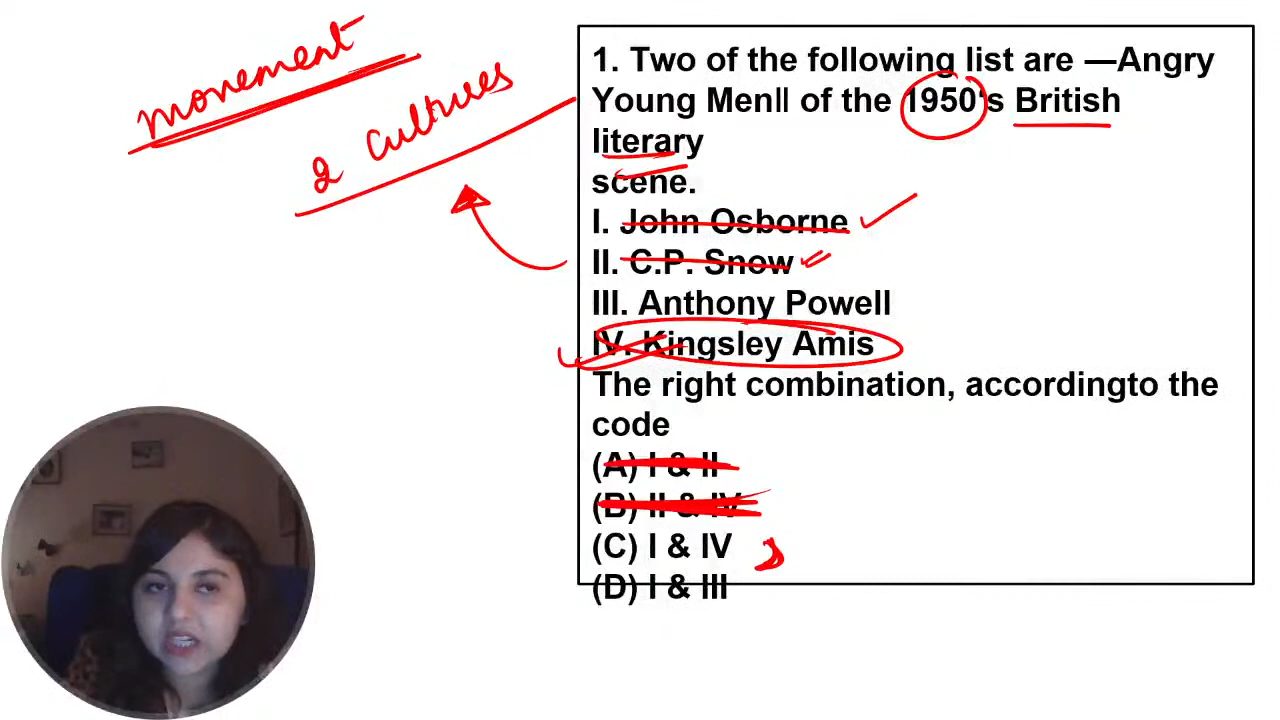 movement
2 cultures
1. Two of the following list are —Angry
Young Men‖ of the 1950's British
literary
scene.
I. John Osborne
II. C.P. Snow
III. Anthony Powell
IV. Kingsley Amis
The right combination, accordingto the
code
(A) I & II
(B) II & IV
(C) I & IV
(D) I & III